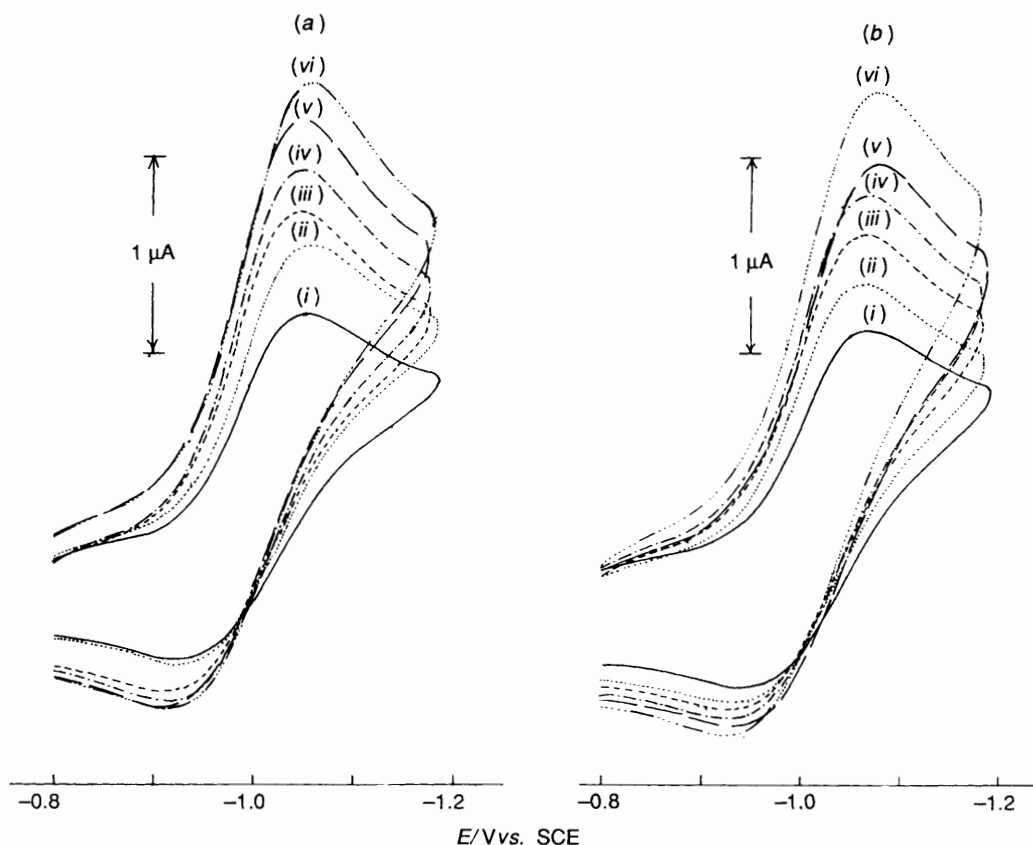 (a)
(b)
(vi)
(v)
(iv)
(iii)
(ii)
(i)
1 μA
(vi)
(v)
(iv)
(iii)
(ii)
(i)
1 μA
–0.8
–1.0
–1.2
–0.8
–1.0
–1.2
E/V vs. SCE